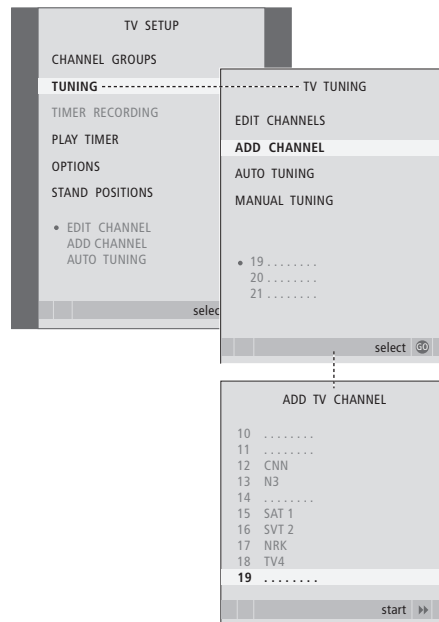 TV SETUP
CHANNEL GROUPS
TUNING
TIMER RECORDING
PLAY TIMER
OPTIONS
STAND POSITIONS
• EDIT CHANNEL
ADD CHANNEL
AUTO TUNING
selec
TV TUNING
EDIT CHANNELS
ADD CHANNEL
AUTO TUNING
MANUAL TUNING
• 19 . . . . . . . .
20 . . . . . . . .
21 . . . . . . . .
select GO
ADD TV CHANNEL
10 . . . . . . . .
11 . . . . . . . .
12 CNN
13 N3
14 . . . . . . . .
15 SAT 1
16 SVT 2
17 NRK
18 TV4
19 . . . . . . . .
start